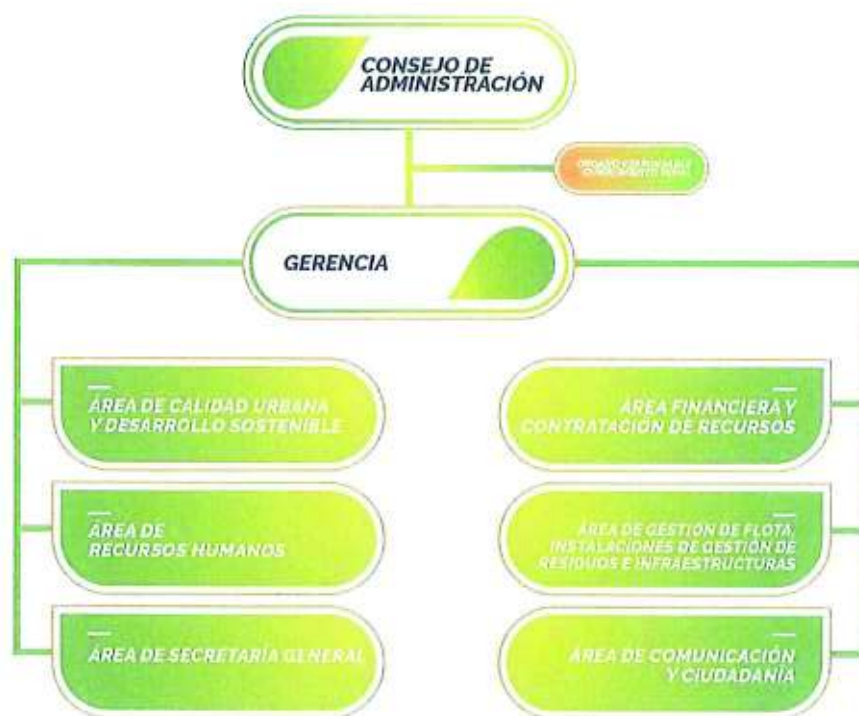 CONSEJO DE
ADMINISTRACIÓN
GERENCIA
ÁREA DE CALIDAD URBANA
Y DESARROLLO SOSTENIBLE
ÁREA FINANCIERA Y
CONTRATACIÓN DE RECURSOS
ÁREA DE
RECURSOS HUMANOS
ÁREA DE GESTIÓN DE FLOTA,
INSTALACIONES DE GESTIÓN DE
RESIDUOS E INFRAESTRUCTURAS
ÁREA DE SECRETARÍA GENERAL
ÁREA DE COMUNICACIÓN
Y CIUDADANÍA